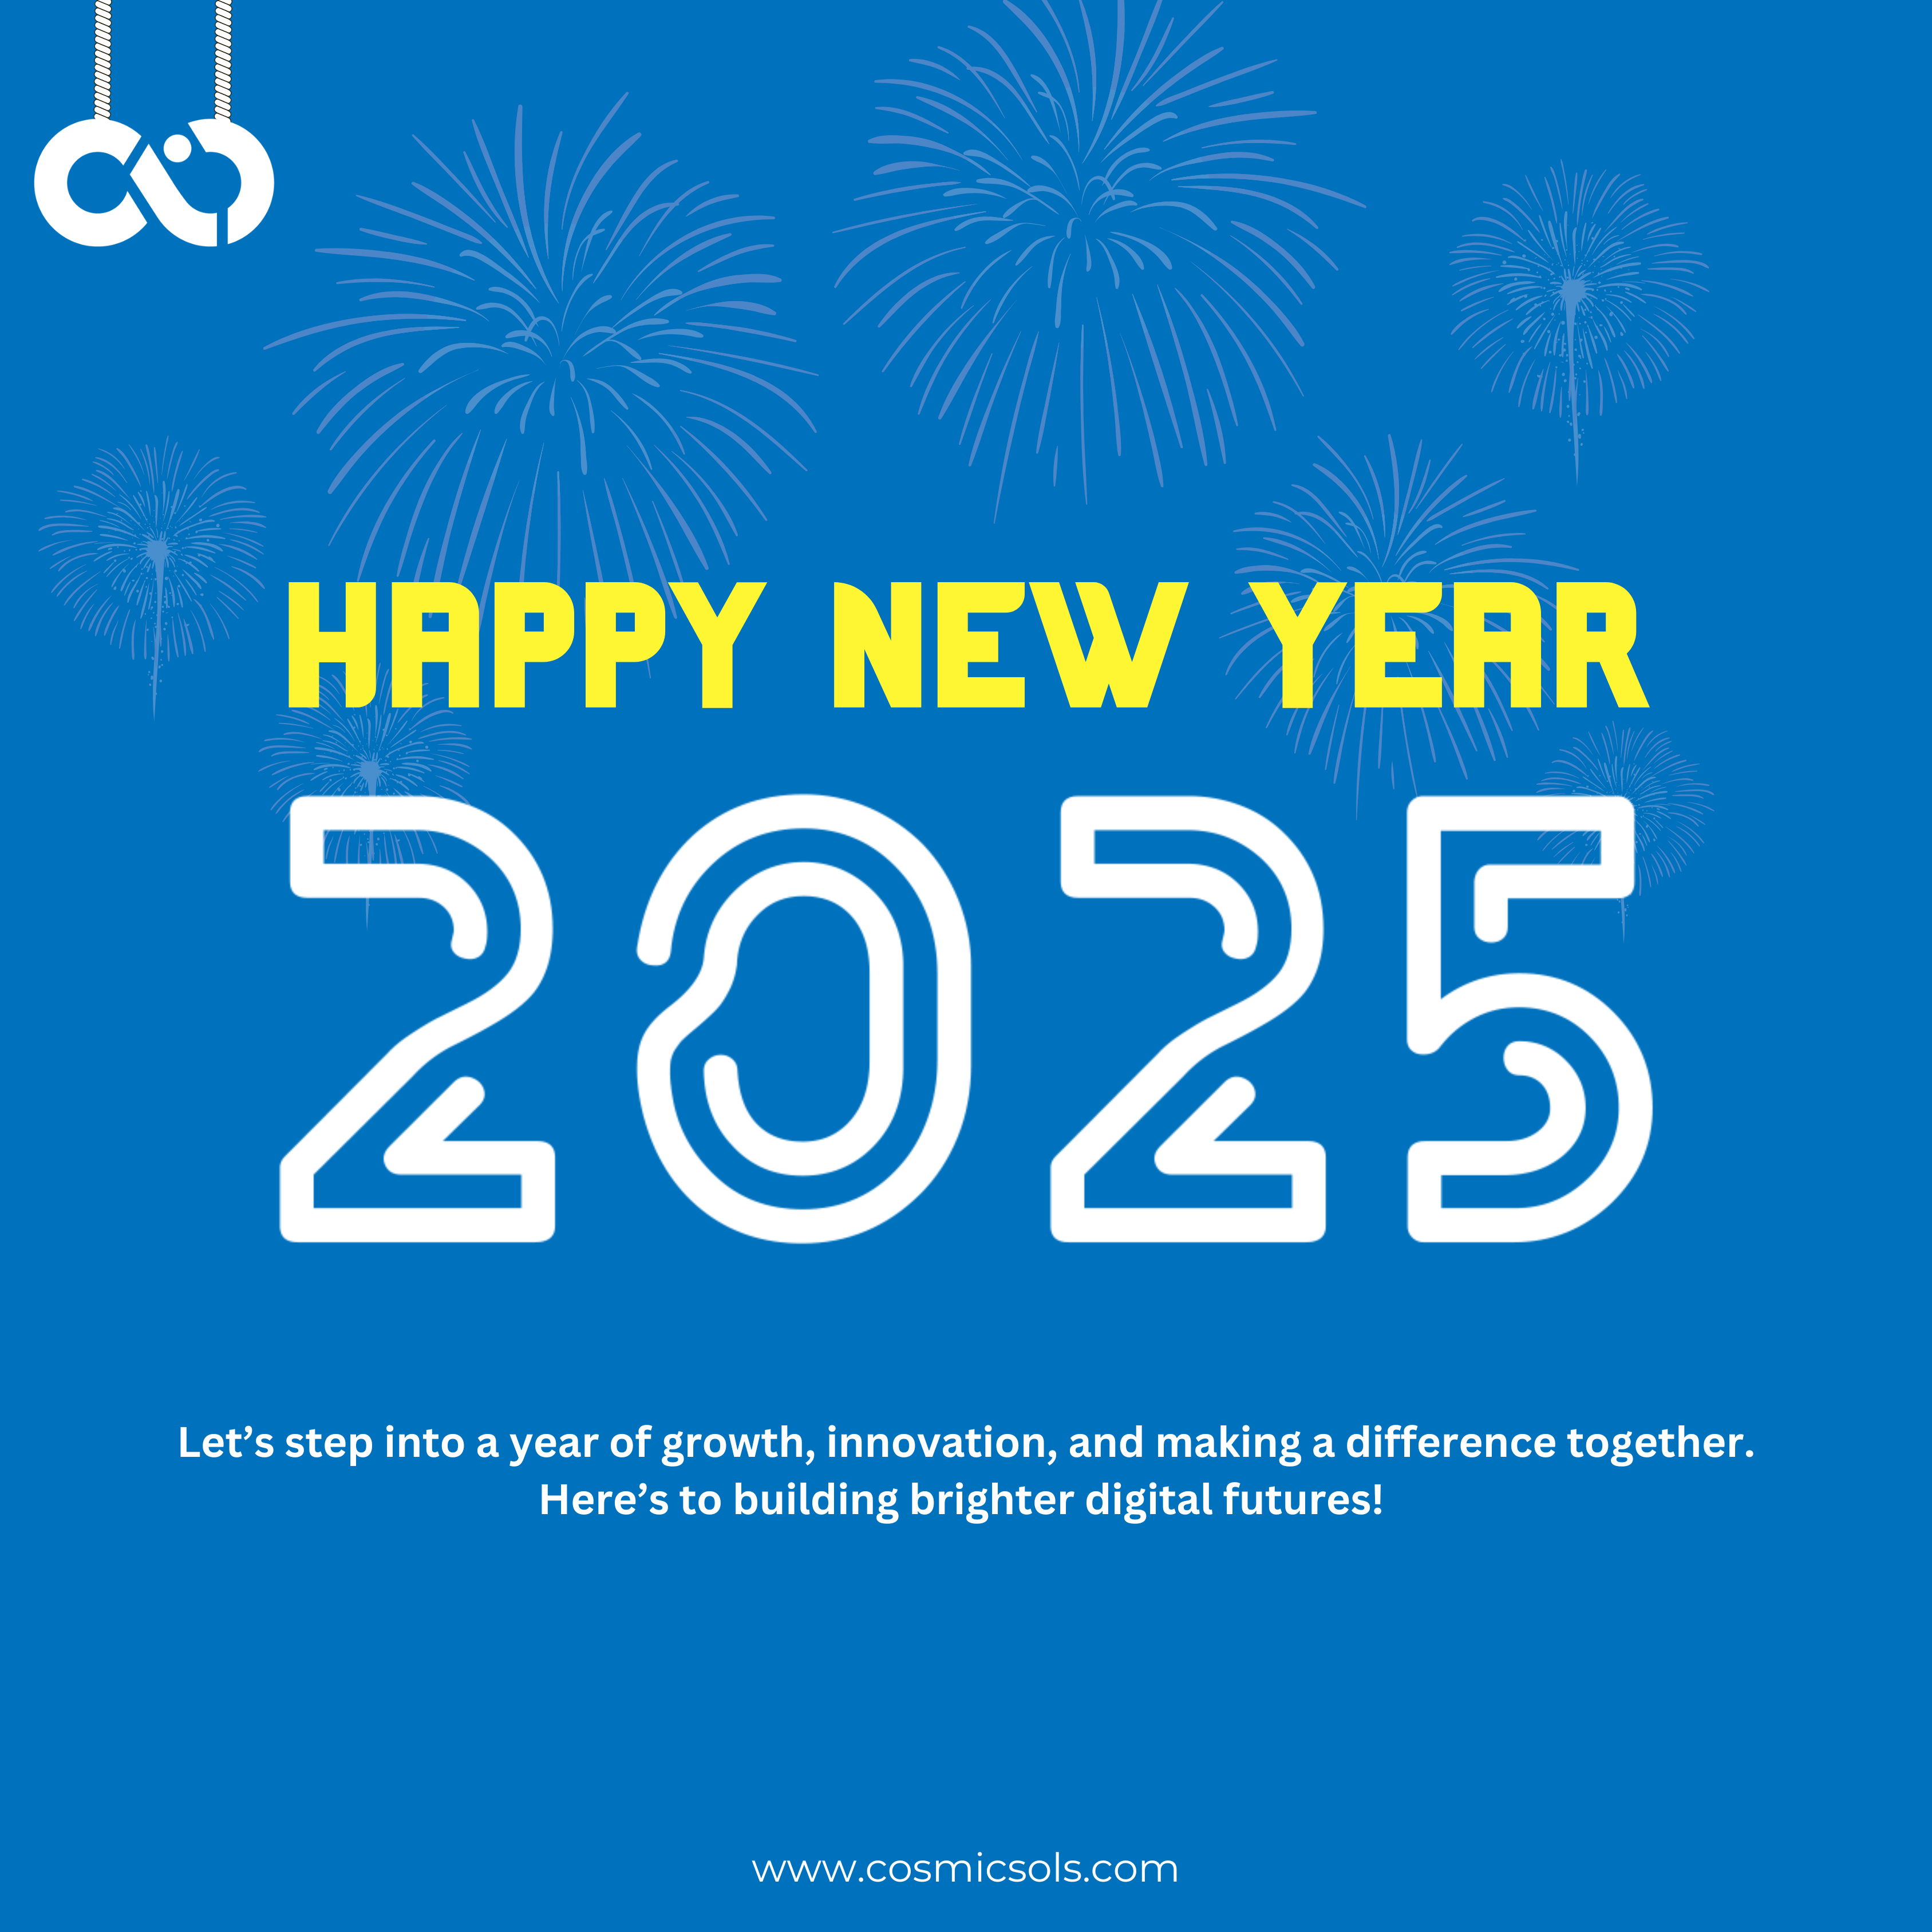 HAPPY NEW YEAR
2025
Let’s step into a year of growth, innovation, and making a difference together.
Here’s to building brighter digital futures!
www.cosmicsols.com